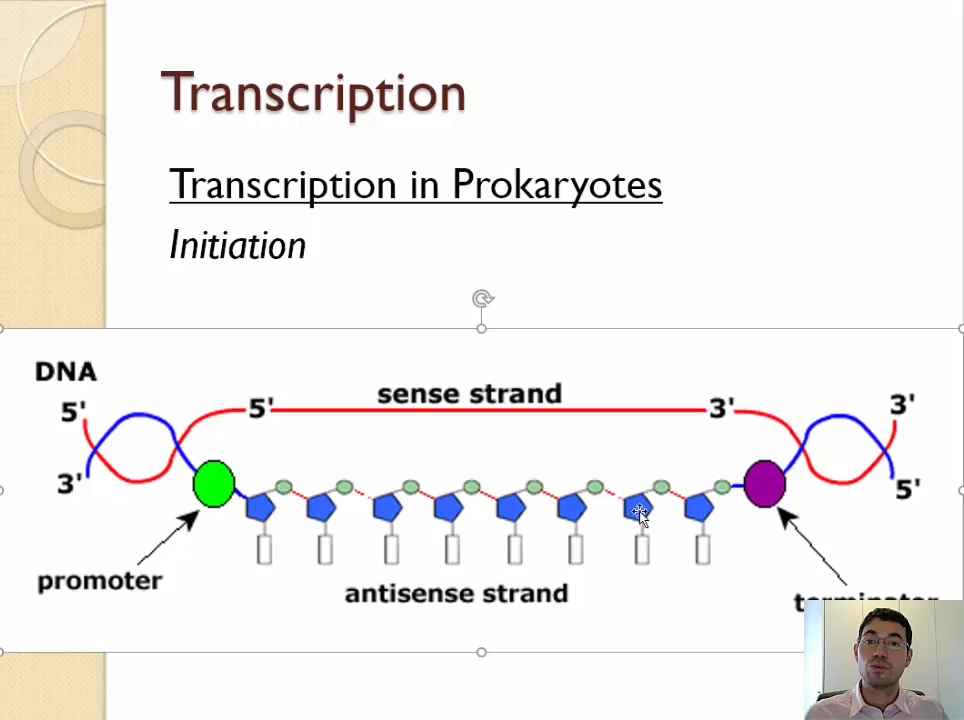 Transcription
Transcription in Prokaryotes
Initiation
DNA
sense strand
5'
5'
3'
3'
3'
5'
promoter
antisense strand
terminator